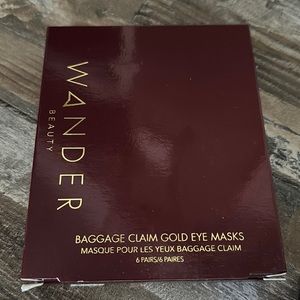 WANDER
BEAUTY
BAGGAGE CLAIM GOLD EYE MASKS
MASQUE POUR LES YEUX BAGGAGE CLAIM
6 PAIRS/6 PAIRES